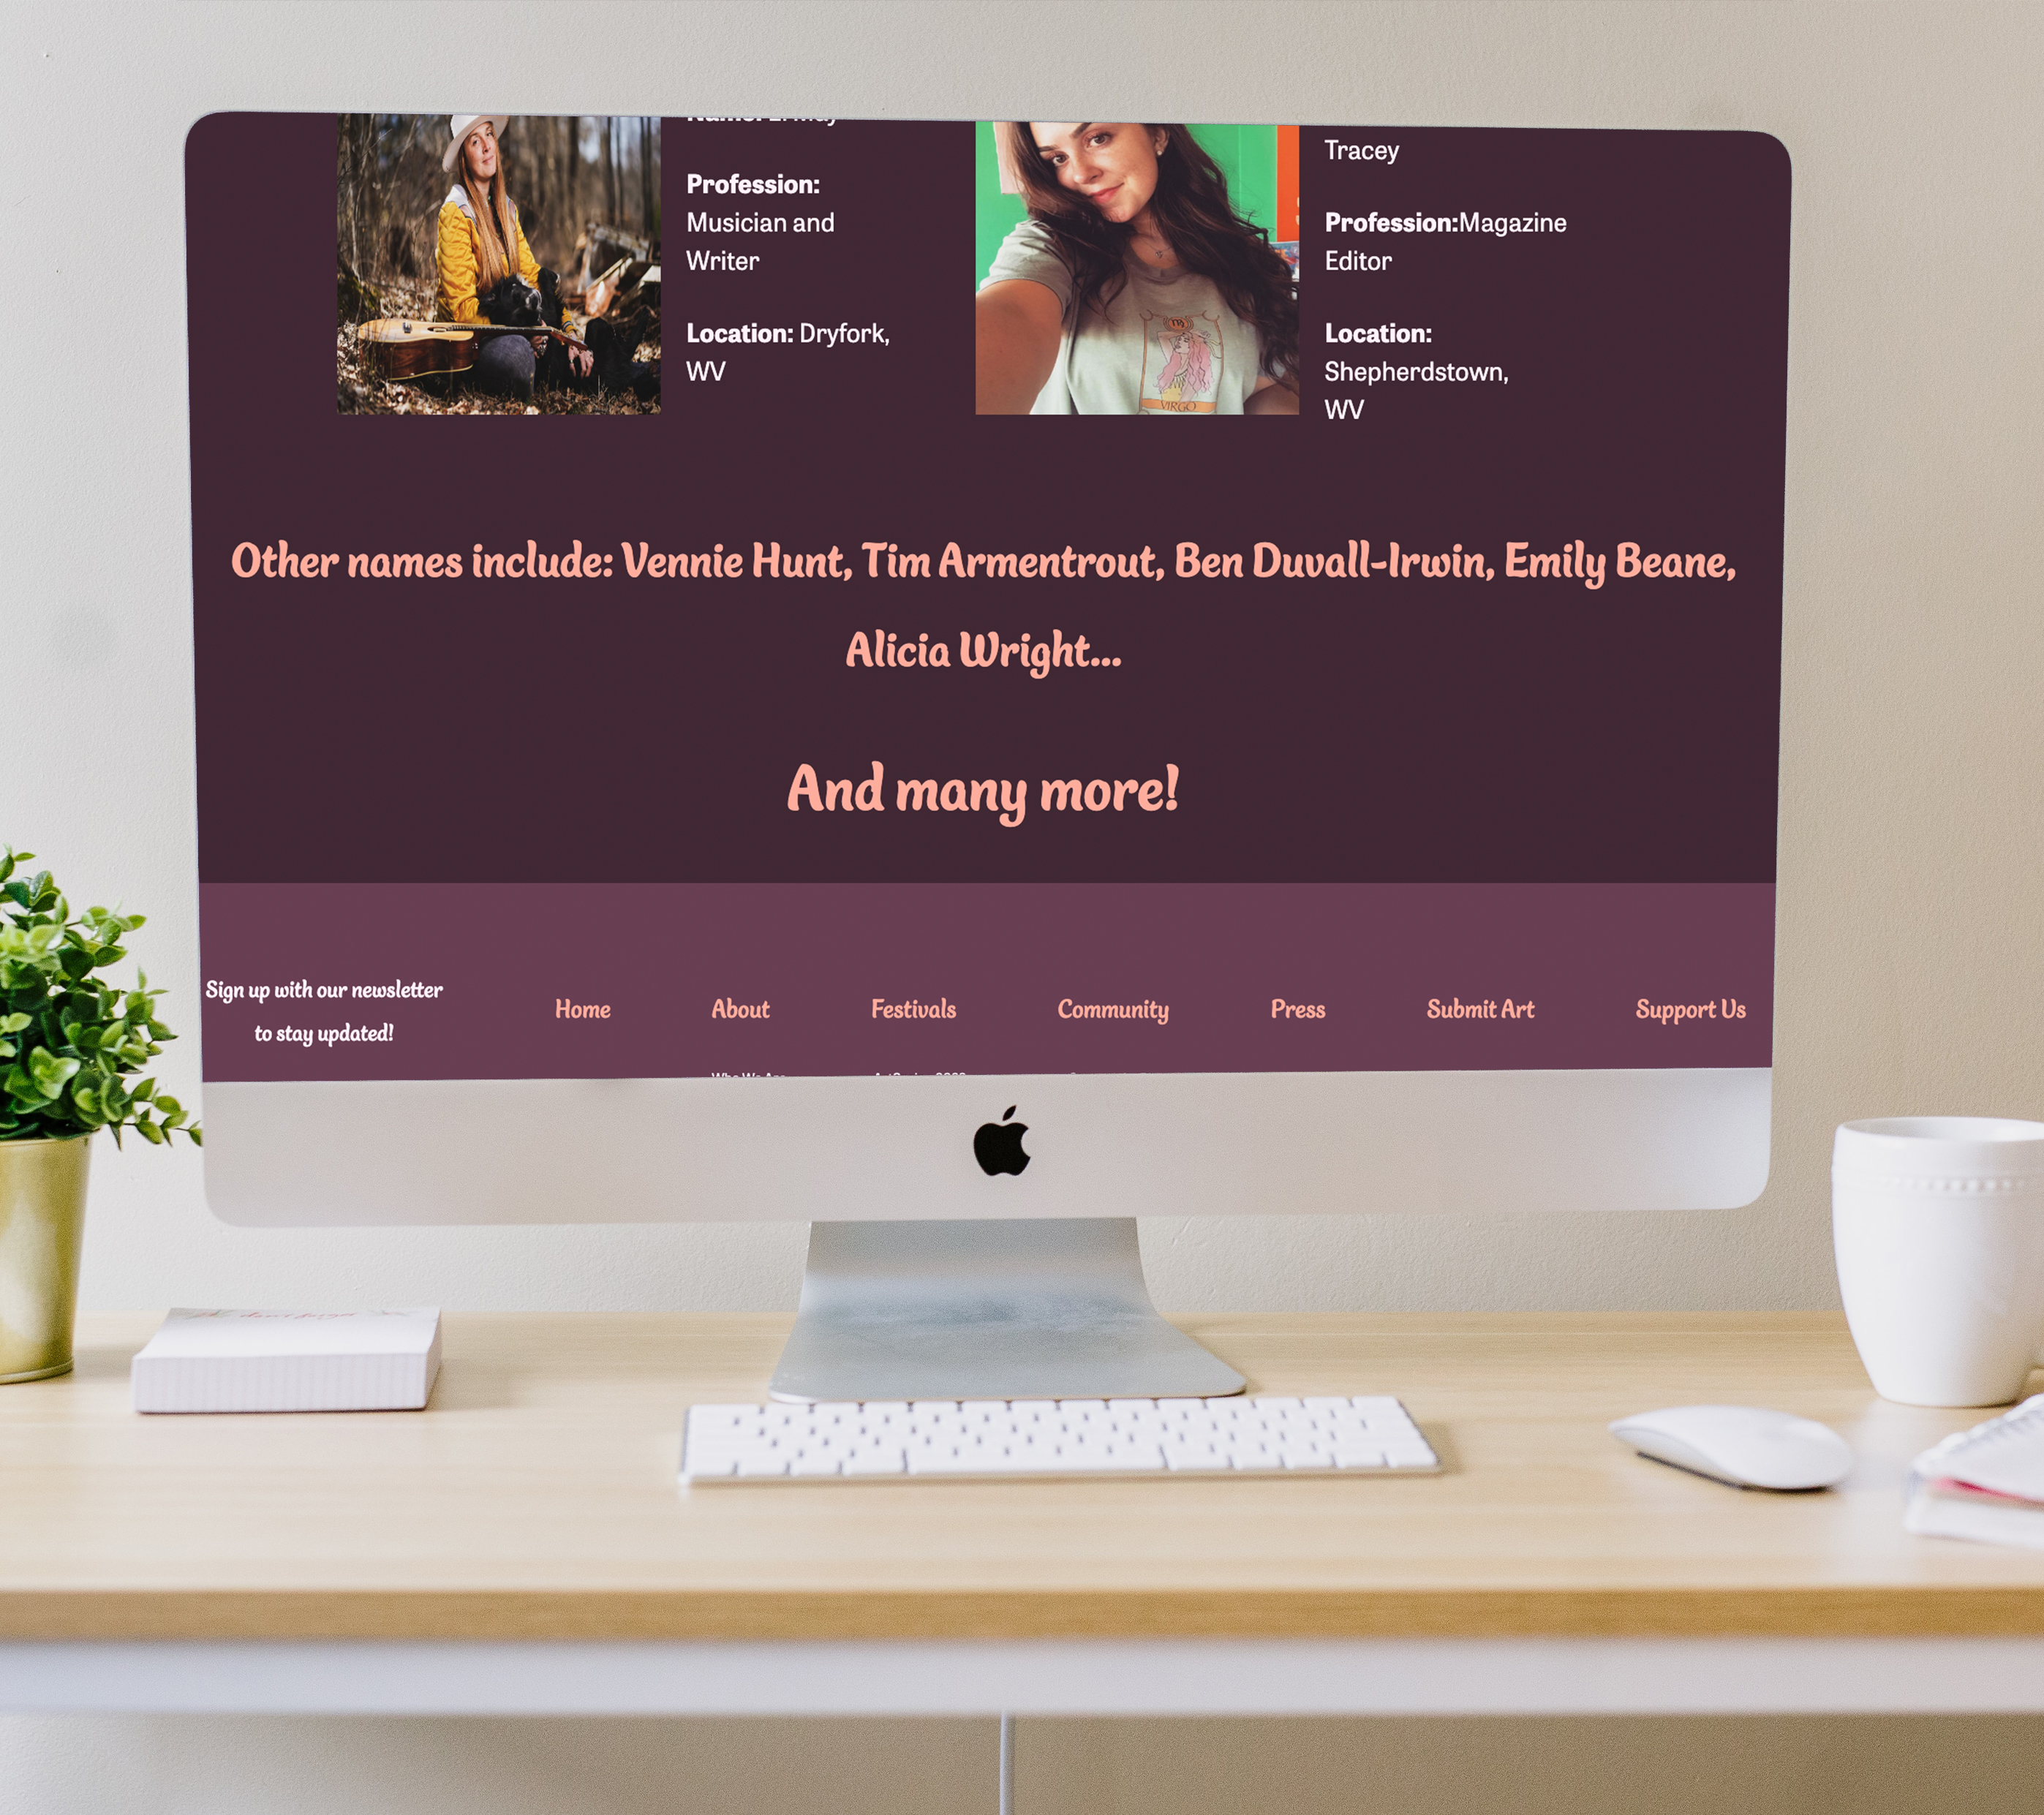 Profession:
Musician and
Writer
Location: Dryfork,
WV
Tracey
Profession:Magazine
Editor
Location:
Shepherdstown,
WV
VIRGO
Other names include: Vennie Hunt, Tim Armentrout, Ben Duvall-Irwin, Emily Beane,
Alicia Wright...
And many more!
Sign up with our newsletter
to stay updated!
Home
About
Festivals
Community
Press
Submit Art
Support Us